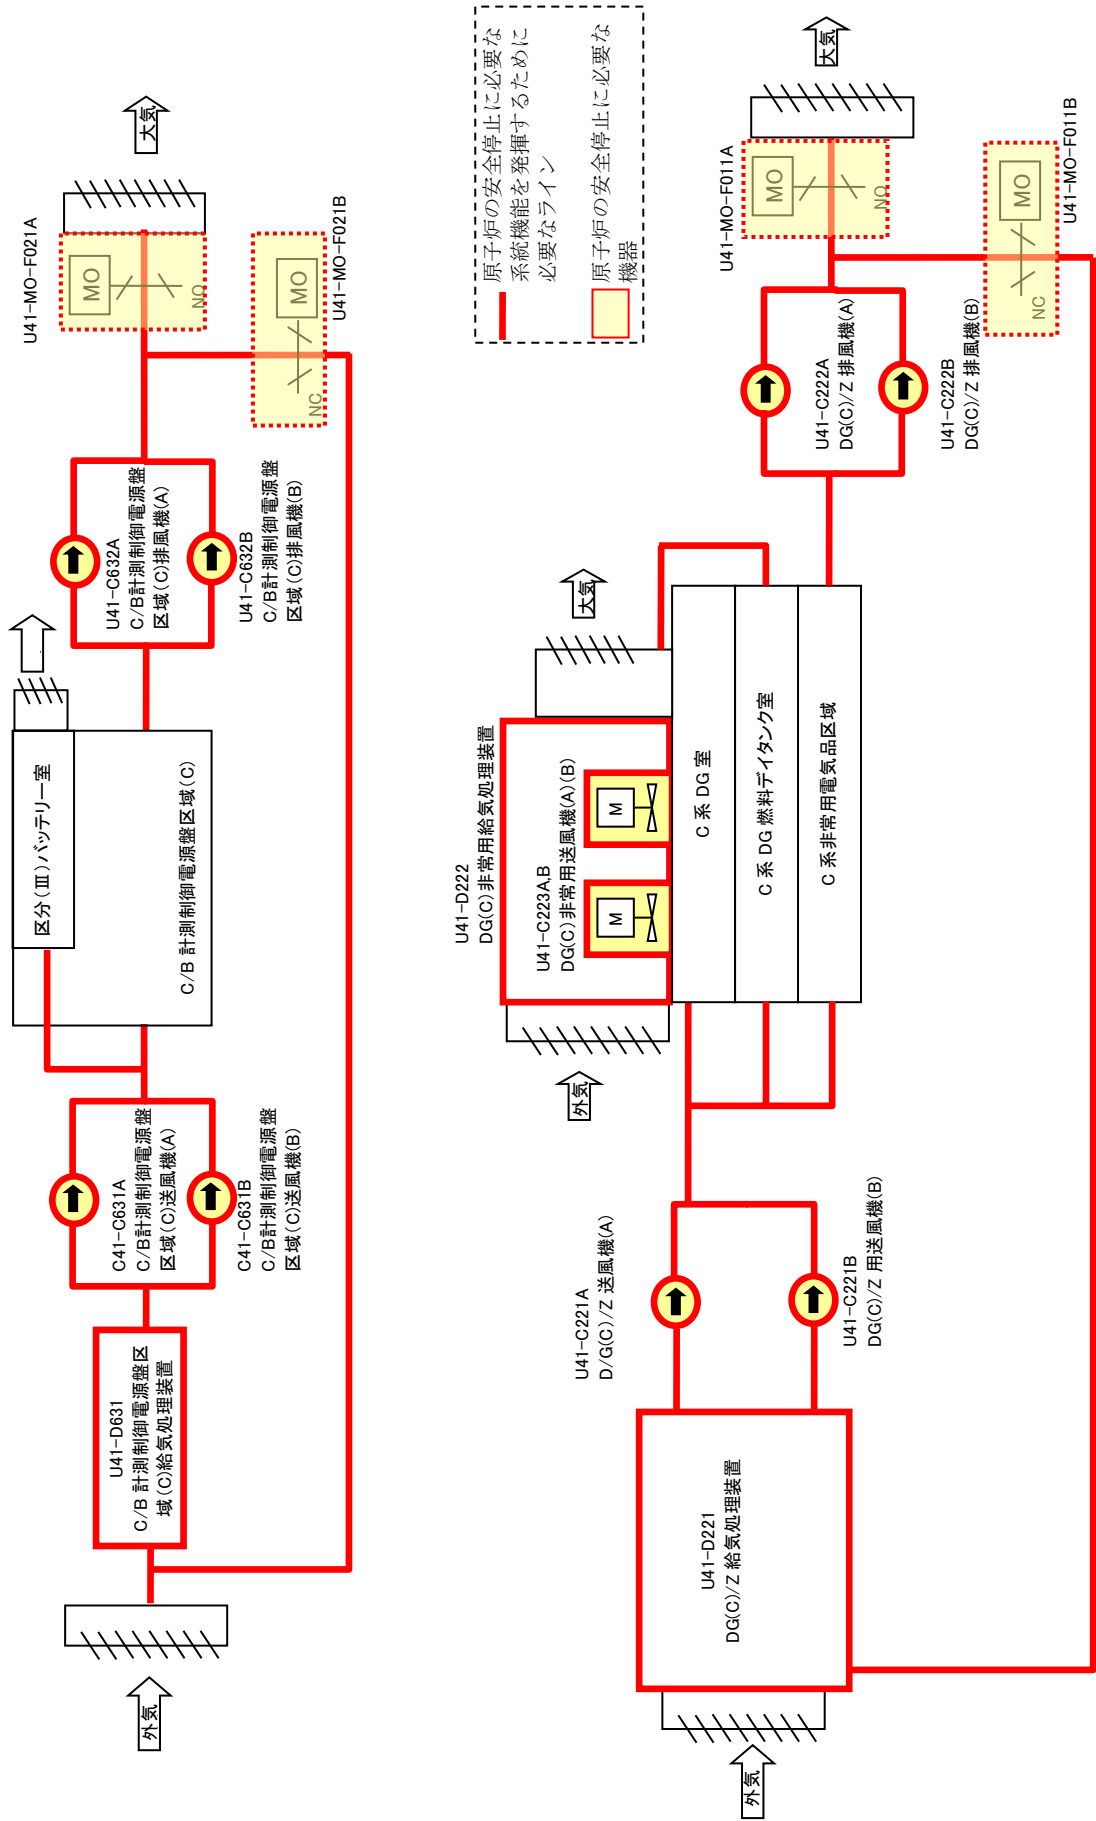 外気
U41-D631
C/B 計測制御電源盤区
域(C)給気処理装置
C41-C631A
C/B計測制御電源盤
区域(C)送風機(A)
C41-C631B
C/B計測制御電源盤
区域(C)送風機(B)
区分(Ⅲ)バッテリー室
C/B 計測制御電源盤区域(C)
U41-C632A
C/B計測制御電源盤
区域(C)排風機(A)
U41-C632B
C/B計測制御電源盤
区域(C)排風機(B)
U41-MO-F021A
MO
NO
U41-MO-F021B
MO
NC
大気
原子炉の安全停止に必要な
系統機能を発揮するために
必要なライン
原子炉の安全停止に必要な
機器
外気
U41-D221
DG(C)/Z 給気処理装置
U41-C221A
D/G(C)/Z 送風機(A)
U41-C221B
DG(C)/Z 用送風機(B)
外気
U41-D222
DG(C)非常用給気処理装置
U41-C223A,B
DG(C)非常用送風機(A)(B)
M
M
大気
C 系 DG 室
C 系 DG 燃料デイタンク室
C 系非常用電気品区域
U41-C222A
DG(C)/Z 排風機(A)
U41-C222B
DG(C)/Z 排風機(B)
U41-MO-F011A
MO
NO
U41-MO-F011B
MO
NC
大気